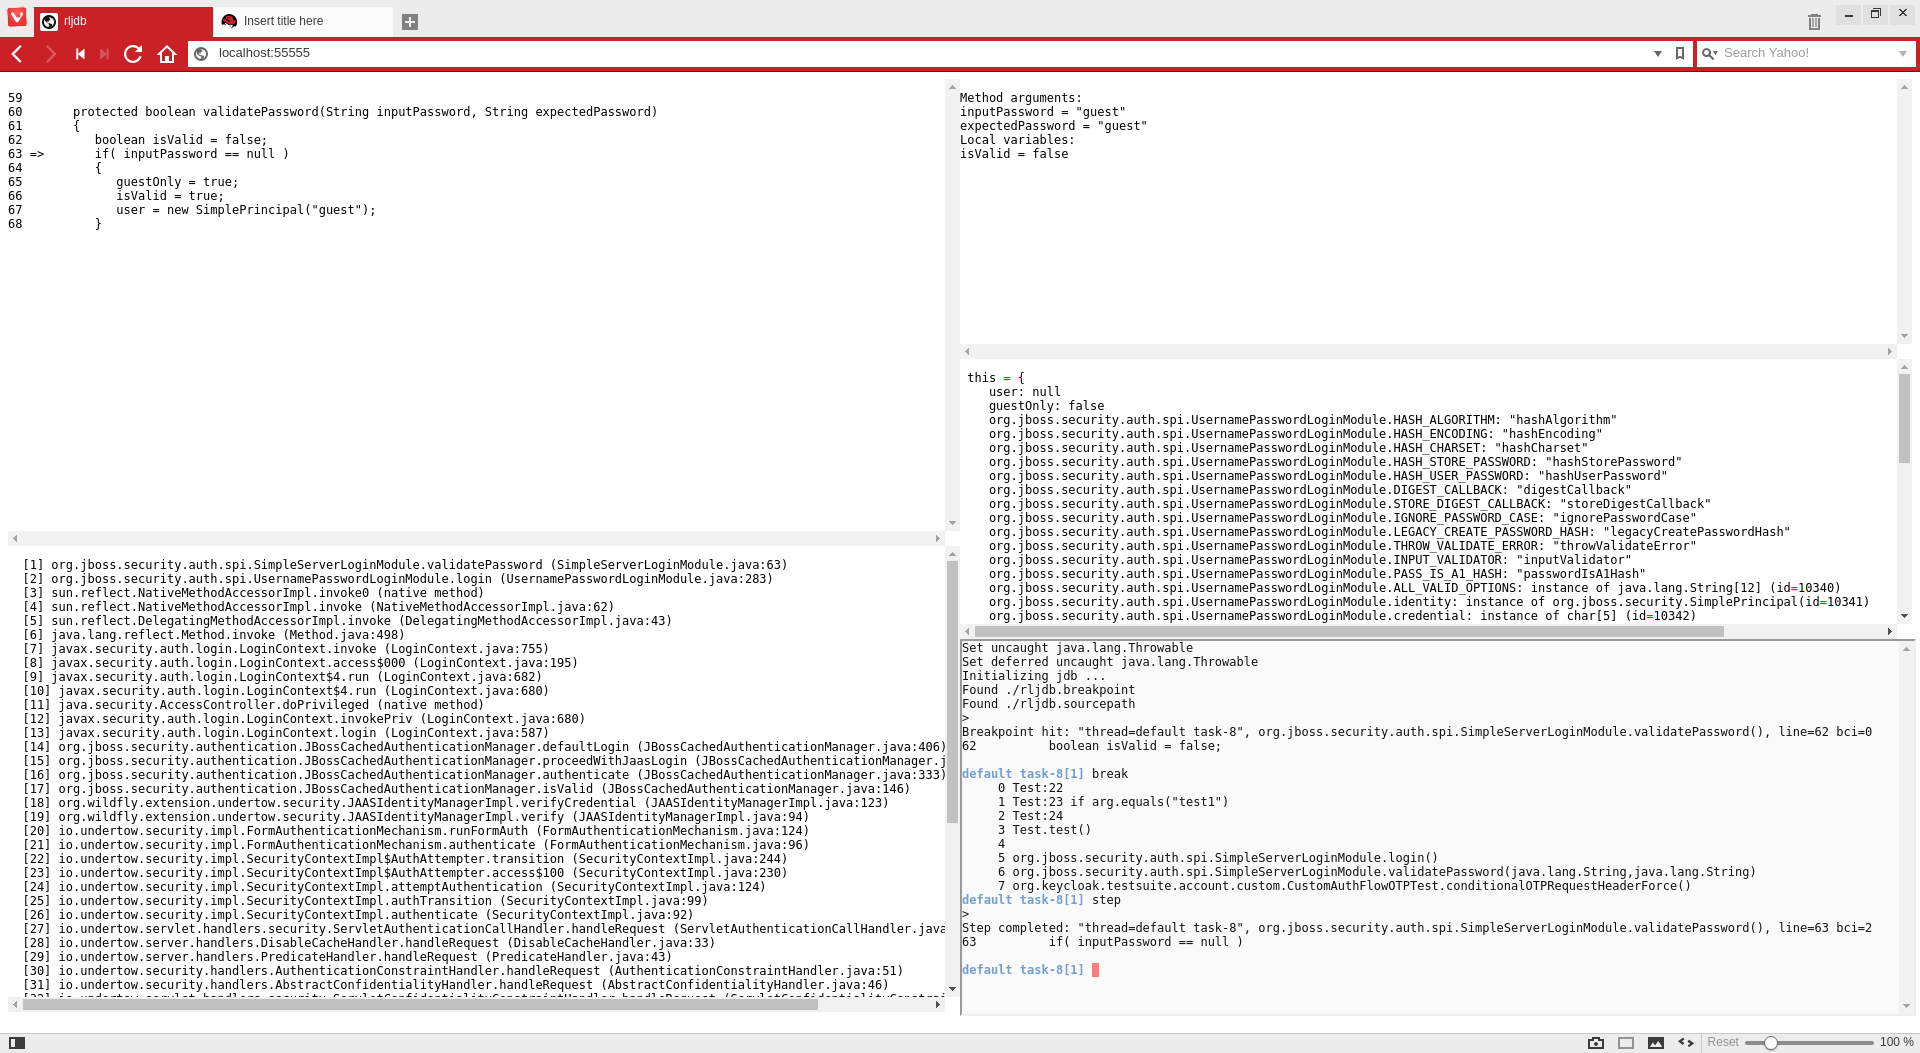 rljdb
Insert title here
localhost:55555
Search Yahoo!
59
60       protected boolean validatePassword(String inputPassword, String expectedPassword)
61       {
62          boolean isValid = false;
63 =>       if( inputPassword == null )
64          {
65             guestOnly = true;
66             isValid = true;
67             user = new SimplePrincipal("guest");
68          }
Method arguments:
inputPassword = "guest"
expectedPassword = "guest"
Local variables:
isValid = false
this = {
user: null
guestOnly: false
org.jboss.security.auth.spi.UsernamePasswordLoginModule.HASH_ALGORITHM: "hashAlgorithm"
org.jboss.security.auth.spi.UsernamePasswordLoginModule.HASH_ENCODING: "hashEncoding"
org.jboss.security.auth.spi.UsernamePasswordLoginModule.HASH_CHARSET: "hashCharset"
org.jboss.security.auth.spi.UsernamePasswordLoginModule.HASH_STORE_PASSWORD: "hashStorePassword"
org.jboss.security.auth.spi.UsernamePasswordLoginModule.HASH_USER_PASSWORD: "hashUserPassword"
org.jboss.security.auth.spi.UsernamePasswordLoginModule.DIGEST_CALLBACK: "digestCallback"
org.jboss.security.auth.spi.UsernamePasswordLoginModule.STORE_DIGEST_CALLBACK: "storeDigestCallback"
org.jboss.security.auth.spi.UsernamePasswordLoginModule.IGNORE_PASSWORD_CASE: "ignorePasswordCase"
org.jboss.security.auth.spi.UsernamePasswordLoginModule.LEGACY_CREATE_PASSWORD_HASH: "legacyCreatePasswordHash"
org.jboss.security.auth.spi.UsernamePasswordLoginModule.THROW_VALIDATE_ERROR: "throwValidateError"
org.jboss.security.auth.spi.UsernamePasswordLoginModule.INPUT_VALIDATOR: "inputValidator"
org.jboss.security.auth.spi.UsernamePasswordLoginModule.PASS_IS_A1_HASH: "passwordIsA1Hash"
org.jboss.security.auth.spi.UsernamePasswordLoginModule.ALL_VALID_OPTIONS: instance of java.lang.String[12] (id=10340)
org.jboss.security.auth.spi.UsernamePasswordLoginModule.identity: instance of org.jboss.security.SimplePrincipal(id=10341)
org.jboss.security.auth.spi.UsernamePasswordLoginModule.credential: instance of char[5] (id=10342)
[1] org.jboss.security.auth.spi.SimpleServerLoginModule.validatePassword (SimpleServerLoginModule.java:63)
[2] org.jboss.security.auth.spi.UsernamePasswordLoginModule.login (UsernamePasswordLoginModule.java:283)
[3] sun.reflect.NativeMethodAccessorImpl.invoke0 (native method)
[4] sun.reflect.NativeMethodAccessorImpl.invoke (NativeMethodAccessorImpl.java:62)
[5] sun.reflect.DelegatingMethodAccessorImpl.invoke (DelegatingMethodAccessorImpl.java:43)
[6] java.lang.reflect.Method.invoke (Method.java:498)
[7] javax.security.auth.login.LoginContext.invoke (LoginContext.java:755)
[8] javax.security.auth.login.LoginContext.access$000 (LoginContext.java:195)
[9] javax.security.auth.login.LoginContext$4.run (LoginContext.java:682)
[10] javax.security.auth.login.LoginContext$4.run (LoginContext.java:680)
[11] java.security.AccessController.doPrivileged (native method)
[12] javax.security.auth.login.LoginContext.invokePriv (LoginContext.java:680)
[13] javax.security.auth.login.LoginContext.login (LoginContext.java:587)
[14] org.jboss.security.authentication.JBossCachedAuthenticationManager.defaultLogin (JBossCachedAuthenticationManager.java:406)
[15] org.jboss.security.authentication.JBossCachedAuthenticationManager.proceedWithJaasLogin (JBossCachedAuthenticationManager.j
[16] org.jboss.security.authentication.JBossCachedAuthenticationManager.authenticate (JBossCachedAuthenticationManager.java:333)
[17] org.jboss.security.authentication.JBossCachedAuthenticationManager.isValid (JBossCachedAuthenticationManager.java:146)
[18] org.wildfly.extension.undertow.security.JAASIdentityManagerImpl.verifyCredential (JAASIdentityManagerImpl.java:123)
[19] org.wildfly.extension.undertow.security.JAASIdentityManagerImpl.verify (JAASIdentityManagerImpl.java:94)
[20] io.undertow.security.impl.FormAuthenticationMechanism.runFormAuth (FormAuthenticationMechanism.java:124)
[21] io.undertow.security.impl.FormAuthenticationMechanism.authenticate (FormAuthenticationMechanism.java:96)
[22] io.undertow.security.impl.SecurityContextImpl$AuthAttempter.transition (SecurityContextImpl.java:244)
[23] io.undertow.security.impl.SecurityContextImpl$AuthAttempter.access$100 (SecurityContextImpl.java:230)
[24] io.undertow.security.impl.SecurityContextImpl.attemptAuthentication (SecurityContextImpl.java:124)
[25] io.undertow.security.impl.SecurityContextImpl.authTransition (SecurityContextImpl.java:99)
[26] io.undertow.security.impl.SecurityContextImpl.authenticate (SecurityContextImpl.java:92)
[27] io.undertow.servlet.handlers.security.ServletAuthenticationCallHandler.handleRequest (ServletAuthenticationCallHandler.java
[28] io.undertow.server.handlers.DisableCacheHandler.handleRequest (DisableCacheHandler.java:33)
[29] io.undertow.server.handlers.PredicateHandler.handleRequest (PredicateHandler.java:43)
[30] io.undertow.security.handlers.AuthenticationConstraintHandler.handleRequest (AuthenticationConstraintHandler.java:51)
[31] io.undertow.security.handlers.AbstractConfidentialityHandler.handleRequest (AbstractConfidentialityHandler.java:46)
Set uncaught java.lang.Throwable
Set deferred uncaught java.lang.Throwable
Initializing jdb ...
Found ./rljdb.breakpoint
Found ./rljdb.sourcepath
>
Breakpoint hit: "thread=default task-8", org.jboss.security.auth.spi.SimpleServerLoginModule.validatePassword(), line=62 bci=0
62          boolean isValid = false;
default task-8[1] break
0 Test:22
1 Test:23 if arg.equals("test1")
2 Test:24
3 Test.test()
4
5 org.jboss.security.auth.spi.SimpleServerLoginModule.login()
6 org.jboss.security.auth.spi.SimpleServerLoginModule.validatePassword(java.lang.String,java.lang.String)
7 org.keycloak.testsuite.account.custom.CustomAuthFlowOTPTest.conditionalOTPRequestHeaderForce()
default task-8[1] step
>
Step completed: "thread=default task-8", org.jboss.security.auth.spi.SimpleServerLoginModule.validatePassword(), line=63 bci=2
63          if( inputPassword == null )
default task-8[1]
Reset
100 %